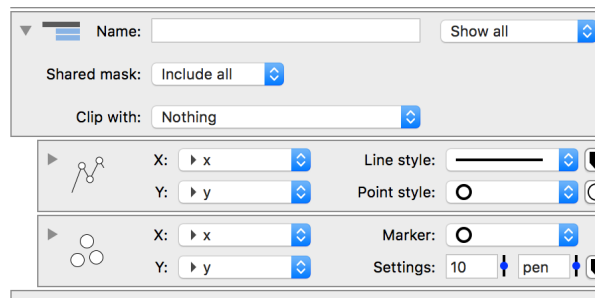 Name: Show all
Shared mask: Include all
Clip with: Nothing
X: x Line style:
Y: y Point style:
X: x Marker:
Y: y Settings: 10 pen